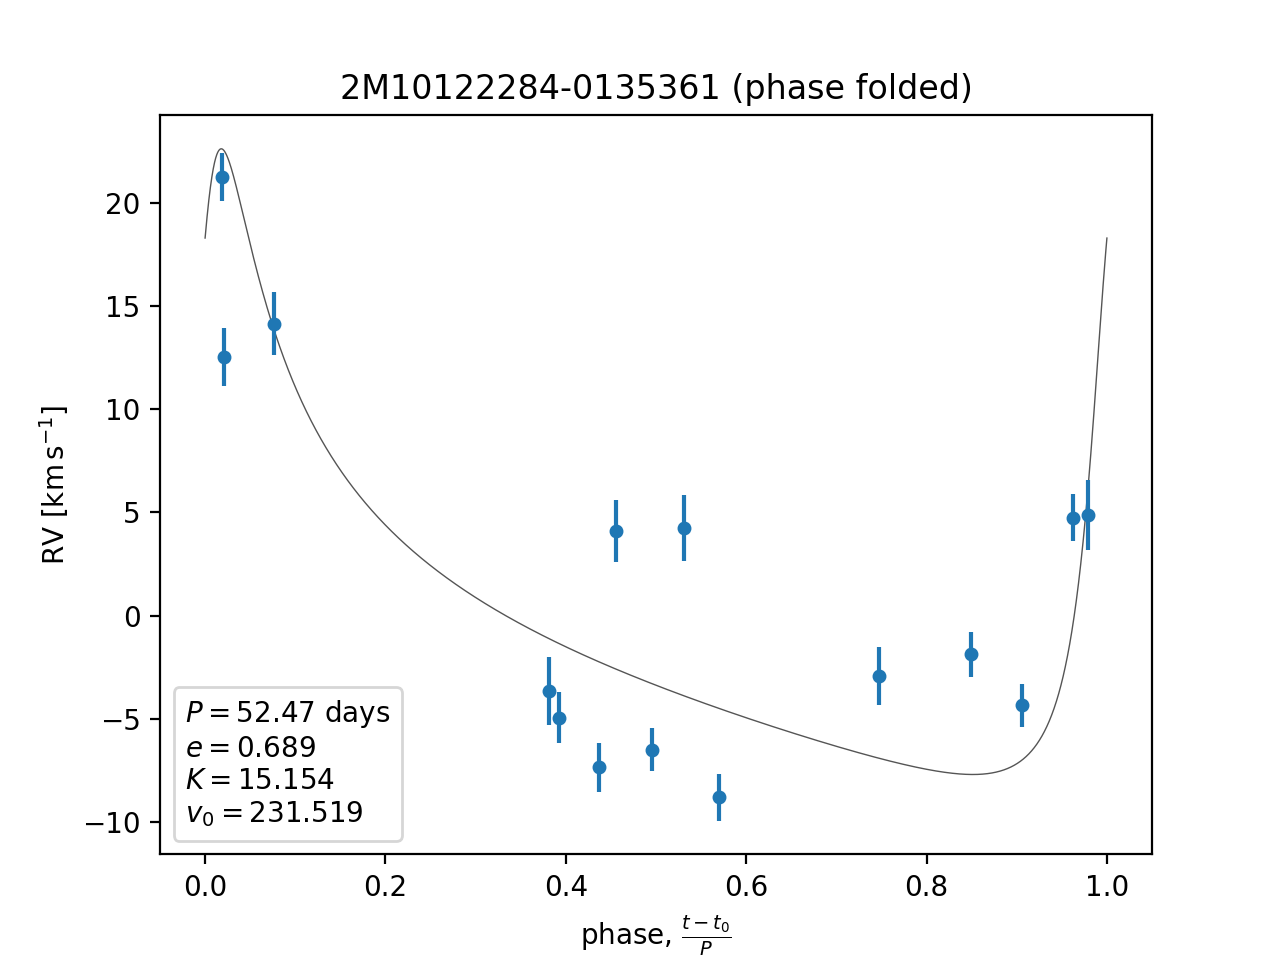 2M10122284-0135361 (phase folded)
RV [km s⁻¹]
20
15
10
5
0
−5
−10
P = 52.47 days
e = 0.689
K = 15.154
v₀ = 231.519
0.0 0.2 0.4 0.6 0.8 1.0
phase, (t − t₀)/P